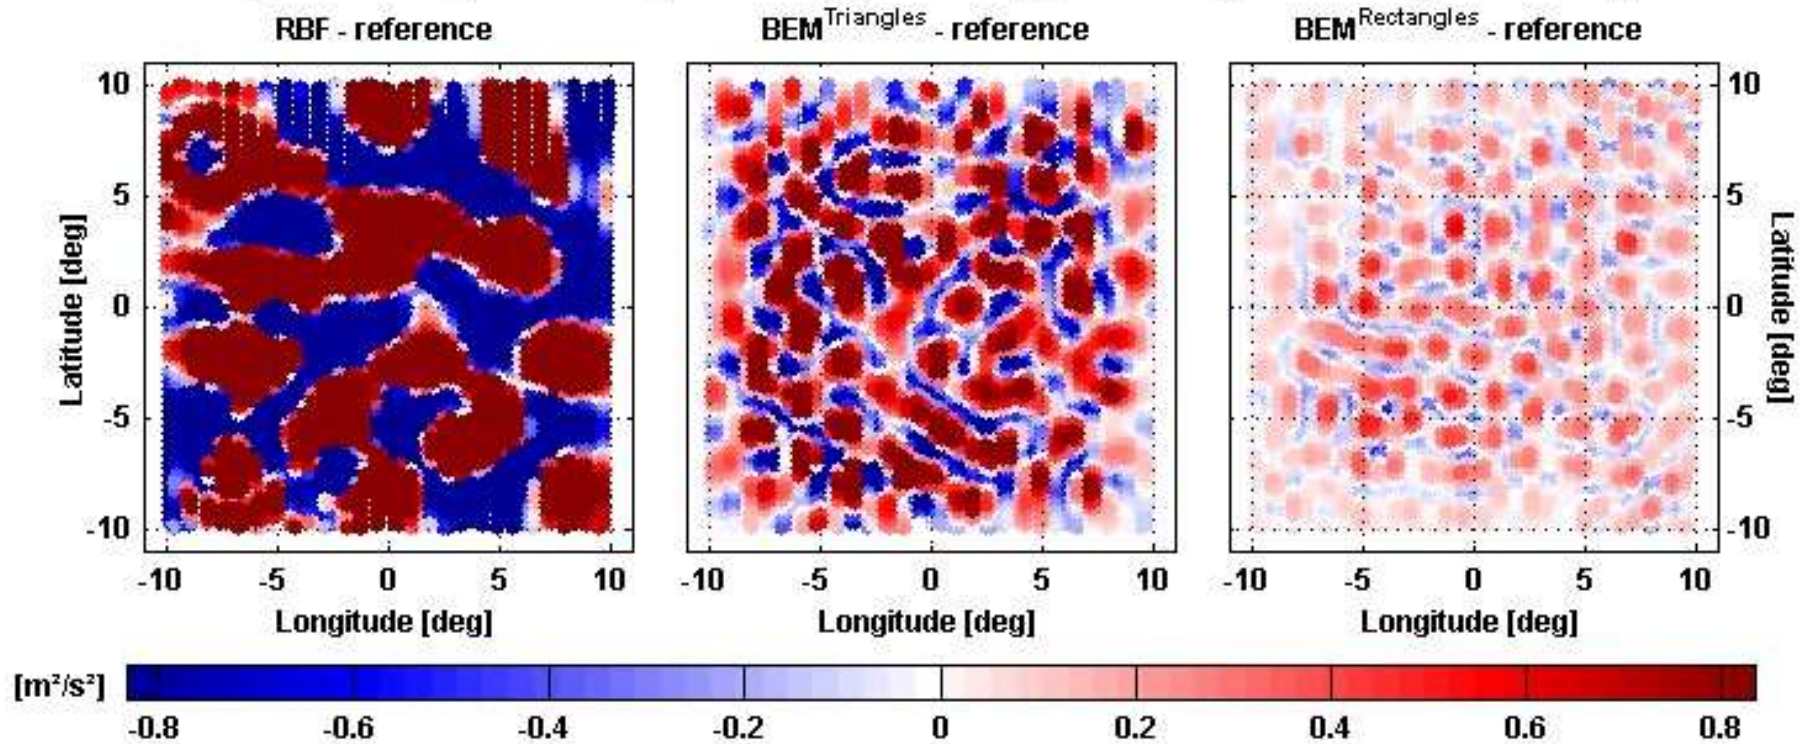 RBF - reference
BEM^Triangles - reference
BEM^Rectangles - reference
Latitude [deg]
10
5
0
-5
-10
-10 -5 0 5 10
Longitude [deg]
-10 -5 0 5 10
Longitude [deg]
-10 -5 0 5 10
Longitude [deg]
10
5
0
-5
-10
Latitude [deg]
[m²/s²]
-0.8 -0.6 -0.4 -0.2 0 0.2 0.4 0.6 0.8